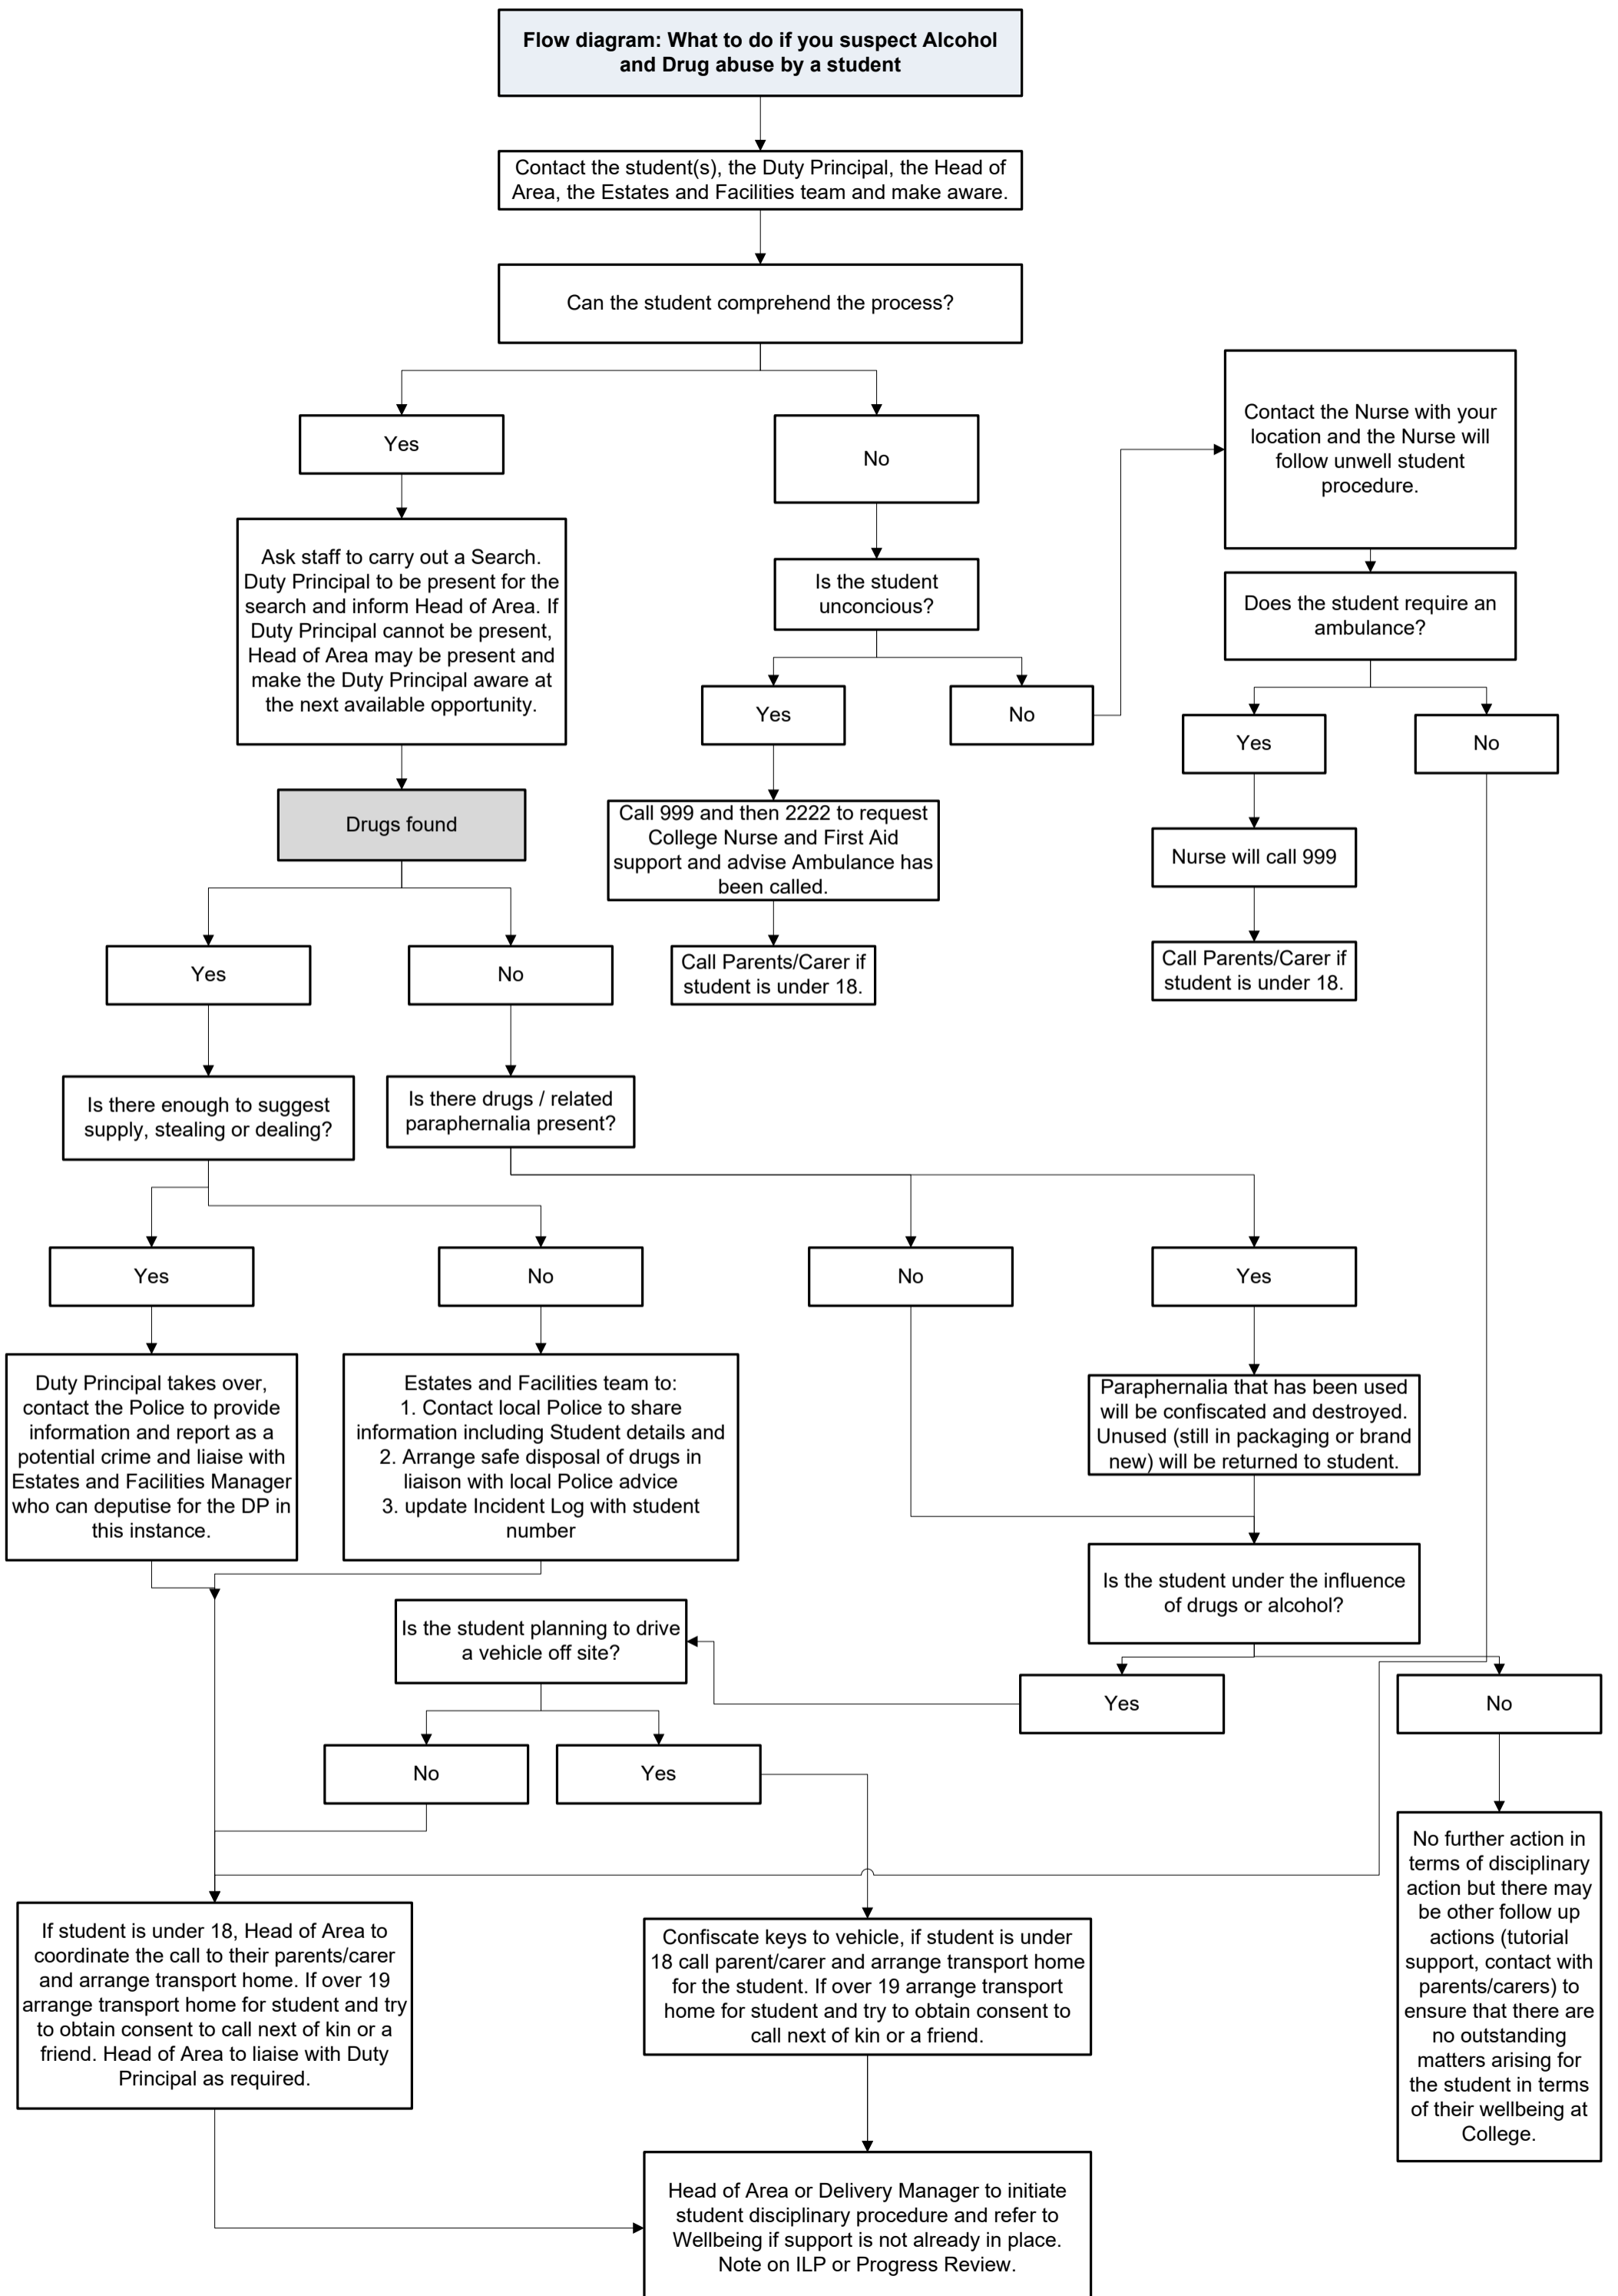 Flow diagram: What to do if you suspect Alcohol
and Drug abuse by a student
Contact the student(s), the Duty Principal, the Head of
Area, the Estates and Facilities team and make aware.
Can the student comprehend the process?
Yes
No
Contact the Nurse with your
location and the Nurse will
follow unwell student
procedure.
Ask staff to carry out a Search.
Duty Principal to be present for the
search and inform Head of Area. If
Duty Principal cannot be present,
Head of Area may be present and
make the Duty Principal aware at
the next available opportunity.
Is the student
unconcious?
Does the student require an
ambulance?
Yes
No
Yes
No
Drugs found
Call 999 and then 2222 to request
College Nurse and First Aid
support and advise Ambulance has
been called.
Nurse will call 999
Yes
No
Call Parents/Carer if
student is under 18.
Call Parents/Carer if
student is under 18.
Is there enough to suggest
supply, stealing or dealing?
Is there drugs / related
paraphernalia present?
Yes
No
No
Yes
Duty Principal takes over,
contact the Police to provide
information and report as a
potential crime and liaise with
Estates and Facilities Manager
who can deputise for the DP in
this instance.
Estates and Facilities team to:
1. Contact local Police to share
information including Student details and
2. Arrange safe disposal of drugs in
liaison with local Police advice
3. update Incident Log with student
number
Paraphernalia that has been used
will be confiscated and destroyed.
Unused (still in packaging or brand
new) will be returned to student.
Is the student under the influence
of drugs or alcohol?
Is the student planning to drive
a vehicle off site?
Yes
No
No
Yes
No further action in
terms of disciplinary
action but there may
be other follow up
actions (tutorial
support, contact with
parents/carers) to
ensure that there are
no outstanding
matters arising for
the student in terms
of their wellbeing at
College.
If student is under 18, Head of Area to
coordinate the call to their parents/carer
and arrange transport home. If over 19
arrange transport home for student and try
to obtain consent to call next of kin or a
friend. Head of Area to liaise with Duty
Principal as required.
Confiscate keys to vehicle, if student is under
18 call parent/carer and arrange transport home
for the student. If over 19 arrange transport
home for student and try to obtain consent to
call next of kin or a friend.
Head of Area or Delivery Manager to initiate
student disciplinary procedure and refer to
Wellbeing if support is not already in place.
Note on ILP or Progress Review.